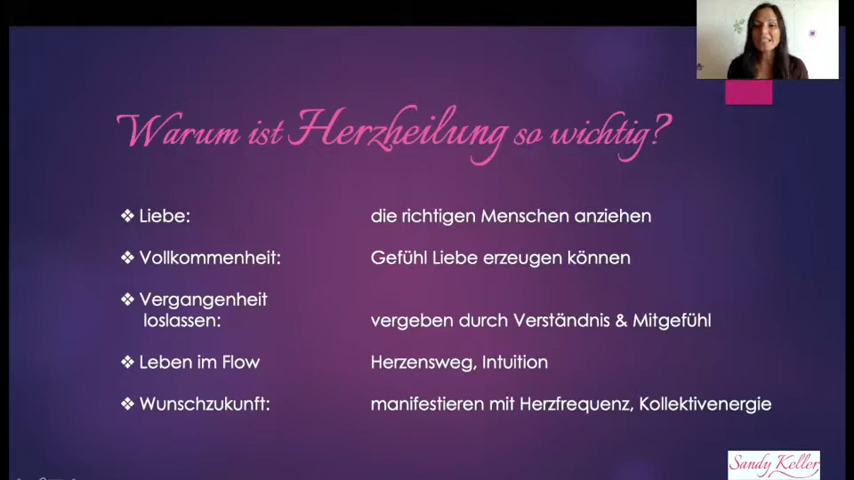 Warum ist Herzheilung so wichtig?
❖ Liebe: die richtigen Menschen anziehen
❖ Vollkommenheit: Gefühl Liebe erzeugen können
❖ Vergangenheit
loslassen: vergeben durch Verständnis & Mitgefühl
❖ Leben im Flow Herzensweg, Intuition
❖ Wunschzukunft: manifestieren mit Herzfrequenz, Kollektivenergie
Sandy Keller